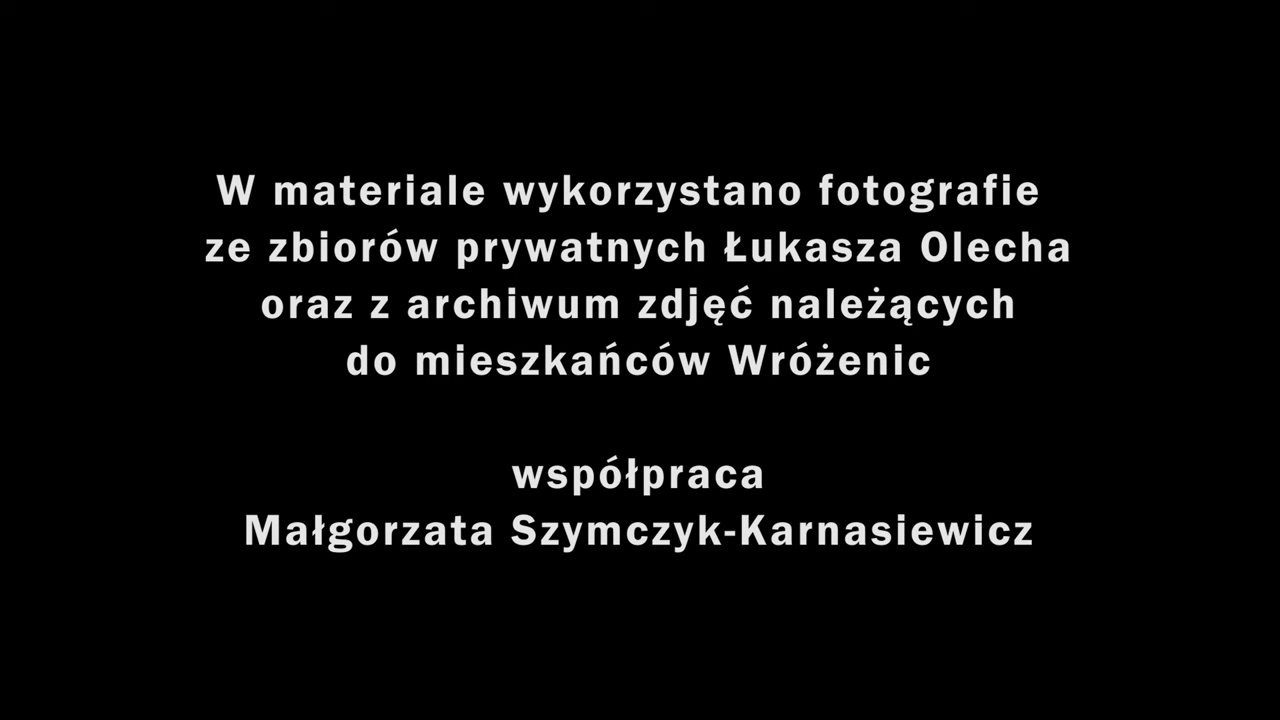 W materiale wykorzystano fotografie
ze zbiorów prywatnych Łukasza Olecha
oraz z archiwum zdjęć należących
do mieszkańców Wróżenic
współpraca
Małgorzata Szymczyk-Karnasiewicz